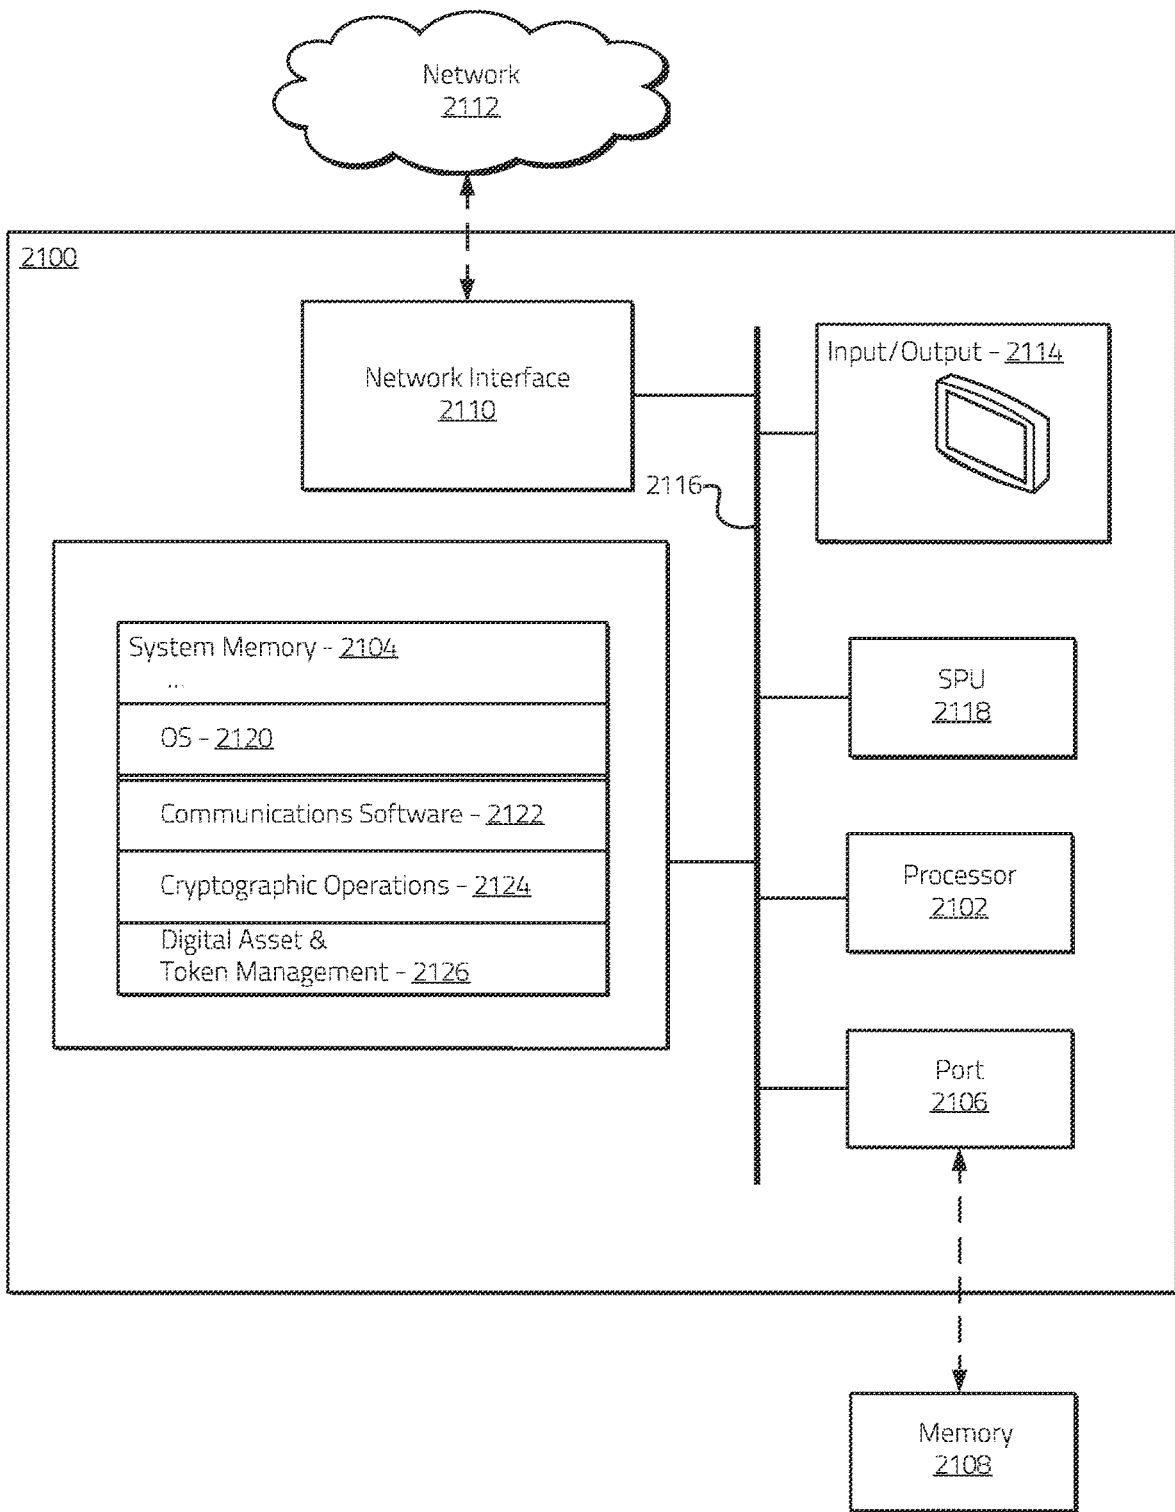 Network
2112
2100
Network Interface
2110
Input/Output - 2114
2116
System Memory - 2104
...
OS - 2120
Communications Software - 2122
Cryptographic Operations - 2124
Digital Asset &
Token Management - 2126
SPU
2118
Processor
2102
Port
2106
Memory
2108